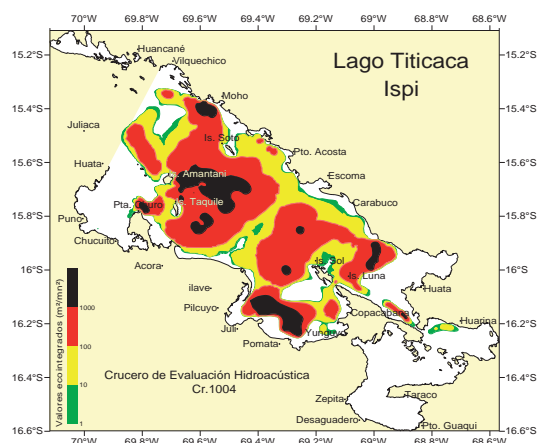 70°W 69.8°W 69.6°W 69.4°W 69.2°W 69°W 68.8°W 68.6°W
Lago Titicaca
Ispi
Huancané
Vilquechico
Moho
Juliaca
Is. Soto
Pto. Acosta
Huata
Is. Amantani
Escoma
Is. Taquile
Carabuco
Pta. Ururo
Puno
Chucuito
Acora
Is. Sol
Is. Luna
ilave
Huata
Pilcuyo
Copacabana
Huarina
Juli
Yunguyo
Pomata
Crucero de Evaluación Hidroacústica
Cr.1004
Zepita
Taraco
Desaguadero
Pto. Guaqui
Valores ecointegrados (m²/mn²)
1000
100
10
1
15.2°S
15.4°S
15.6°S
15.8°S
16°S
16.2°S
16.4°S
16.6°S
15.2°S
15.4°S
15.6°S
15.8°S
16°S
16.2°S
16.4°S
16.6°S
70°W 69.8°W 69.6°W 69.4°W 69.2°W 69°W 68.8°W 68.6°W